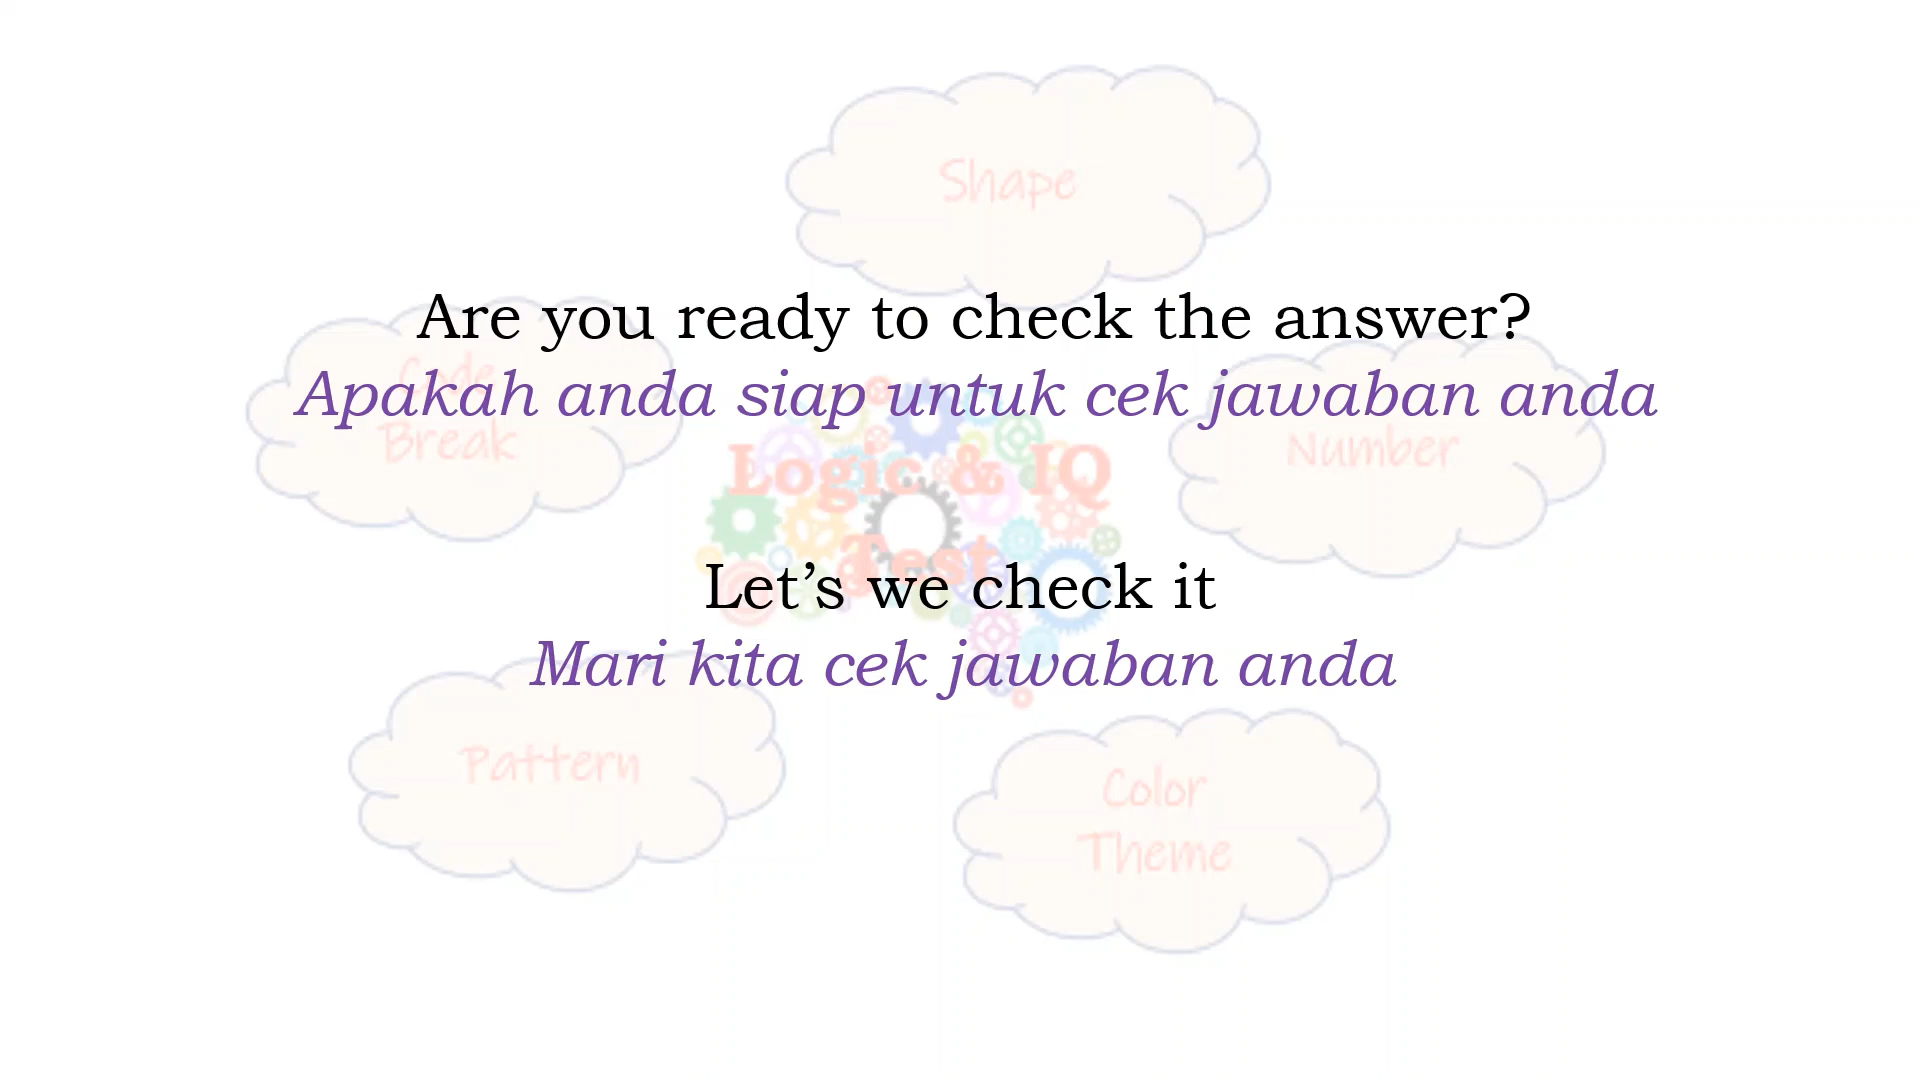 Shape
Are you ready to check the answer?
Apakah anda siap untuk cek jawaban anda
Code
Break
Number
Logic & IQ
Test
Let’s we check it
Mari kita cek jawaban anda
Pattern
Color
Theme